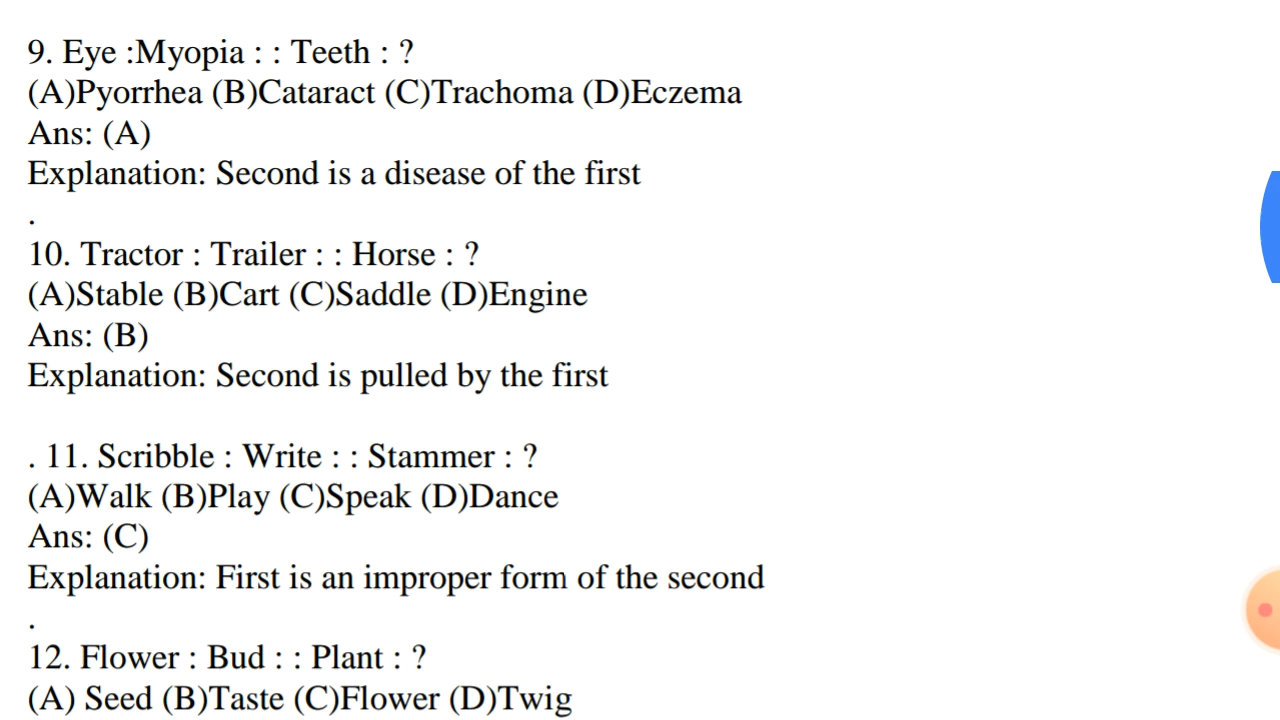 9. Eye :Myopia : : Teeth : ?
(A)Pyorrhea (B)Cataract (C)Trachoma (D)Eczema
Ans: (A)
Explanation: Second is a disease of the first
.
10. Tractor : Trailer : : Horse : ?
(A)Stable (B)Cart (C)Saddle (D)Engine
Ans: (B)
Explanation: Second is pulled by the first
. 11. Scribble : Write : : Stammer : ?
(A)Walk (B)Play (C)Speak (D)Dance
Ans: (C)
Explanation: First is an improper form of the second
.
12. Flower : Bud : : Plant : ?
(A) Seed (B)Taste (C)Flower (D)Twig